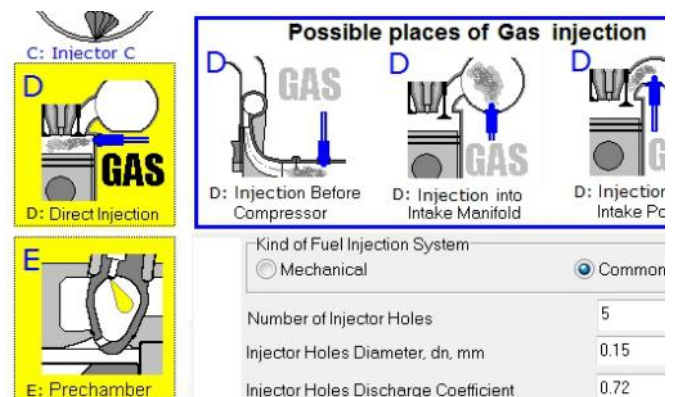 C: Injector C
D
GAS
D: Direct Injection
E
E: Prechamber
Possible places of Gas injection
D
GAS
D: Injection Before
Compressor
D
GAS
D: Injection into
Intake Manifold
D
D: Injection
Intake
Kind of Fuel Injection System
Mechanical
Common
Number of Injector Holes
5
Injector Holes Diameter, dn, mm
0.15
Injector Holes Discharge Coefficient
0.72